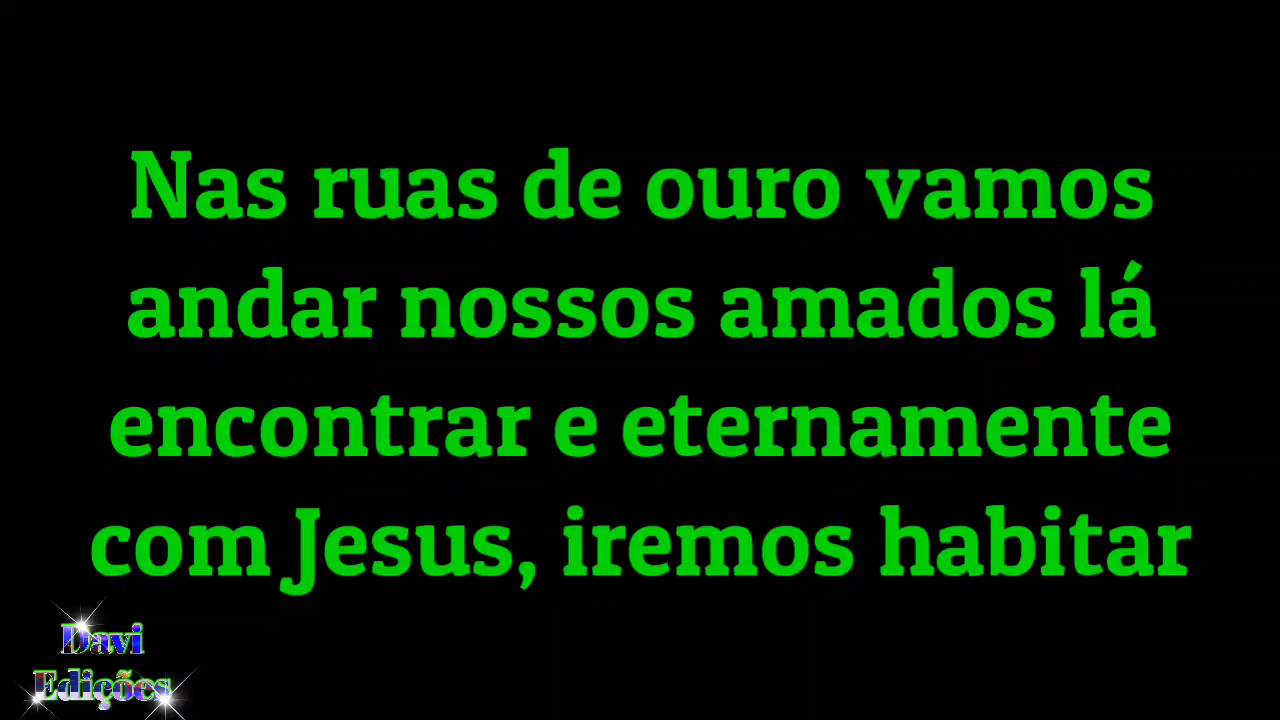 Nas ruas de ouro vamos
andar nossos amados lá
encontrar e eternamente
com Jesus, iremos habitar
Davi
Edições